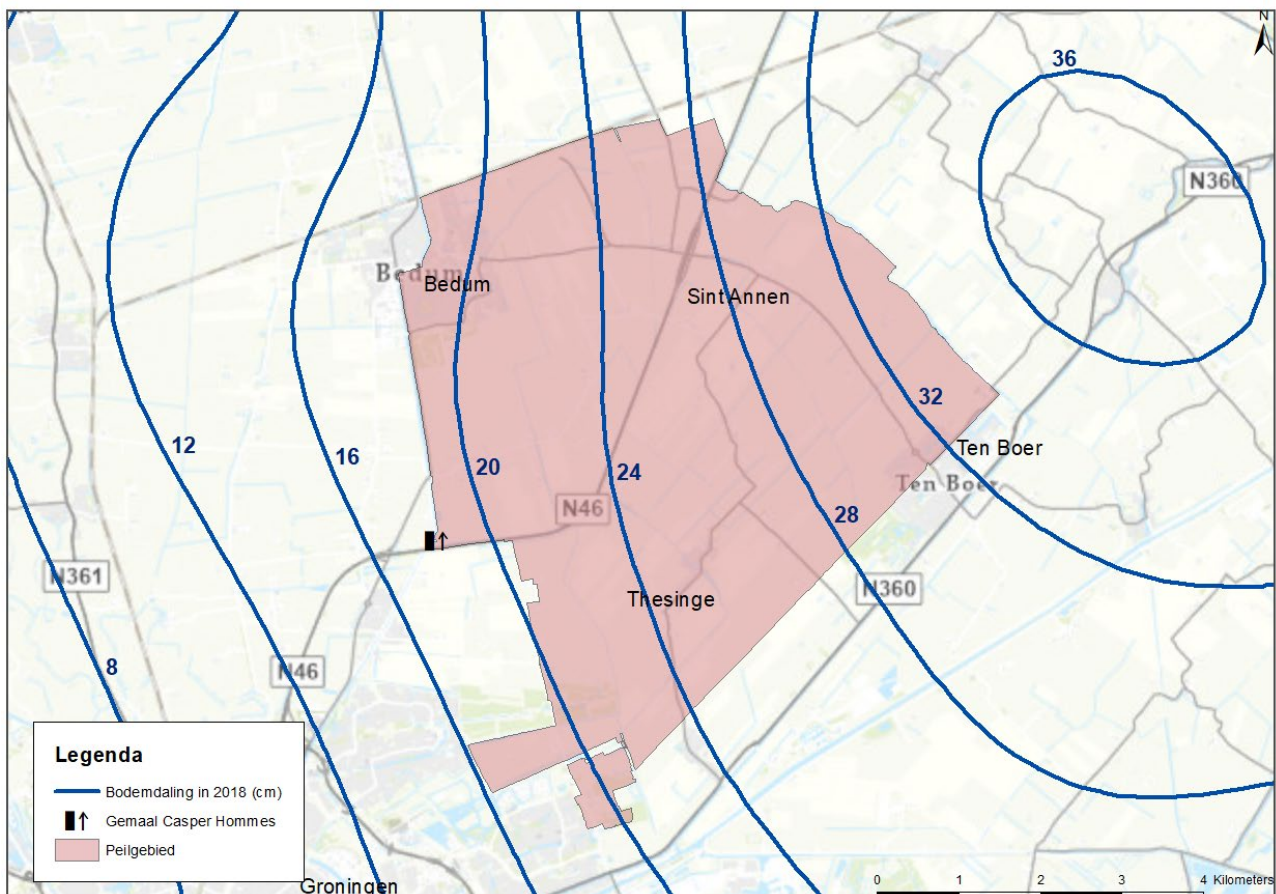 N
36
N360
Bedum
Bedum
Sint Annen
32
12
16
20
24
Ten Boer
Ten Boer
28
N46
N361
N360
Thesinge
8
N46
Legenda
Bodemdaling in 2018 (cm)
Gemaal Casper Hommes
Peilgebied
Groningen
0 1 2 3 4 Kilometers